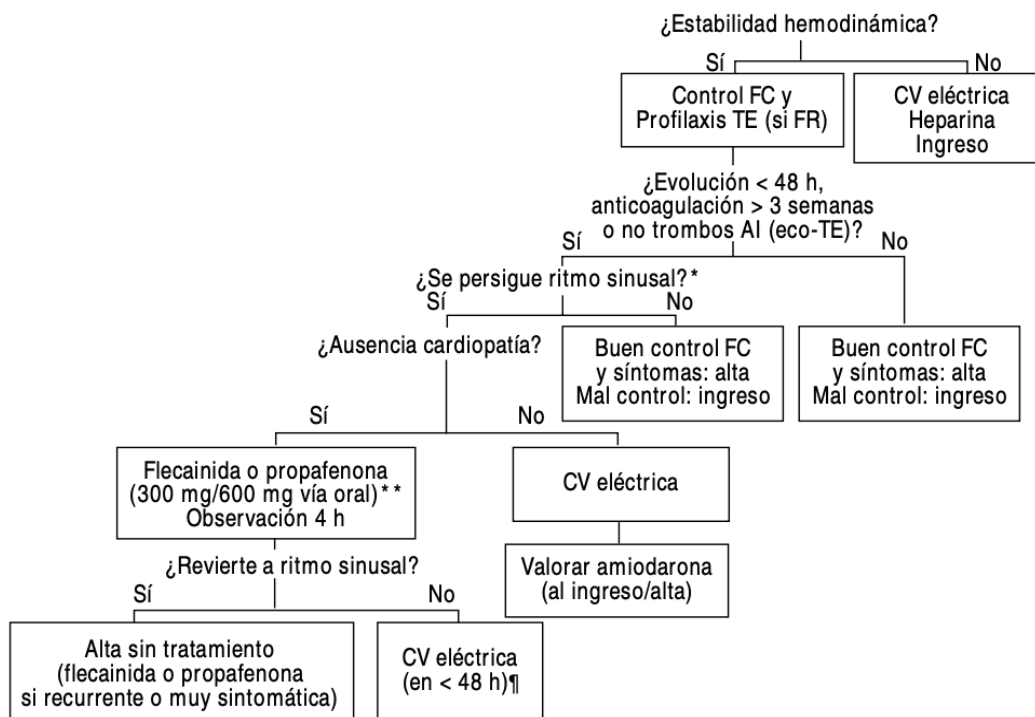 ¿Estabilidad hemodinámica?
Sí
No
Control FC y
Profilaxis TE (si FR)
CV eléctrica
Heparina
Ingreso
¿Evolución < 48 h,
anticoagulación > 3 semanas
o no trombos AI (eco-TE)?
Sí
No
¿Se persigue ritmo sinusal?*
Sí
No
¿Ausencia cardiopatía?
Buen control FC
y síntomas: alta
Mal control: ingreso
Buen control FC
y síntomas: alta
Mal control: ingreso
Sí
No
Flecainida o propafenona
(300 mg/600 mg vía oral)**
Observación 4 h
CV eléctrica
¿Revierte a ritmo sinusal?
Valorar amiodarona
(al ingreso/alta)
Sí
No
Alta sin tratamiento
(flecainida o propafenona
si recurrente o muy sintomática)
CV eléctrica
(en < 48 h)¶